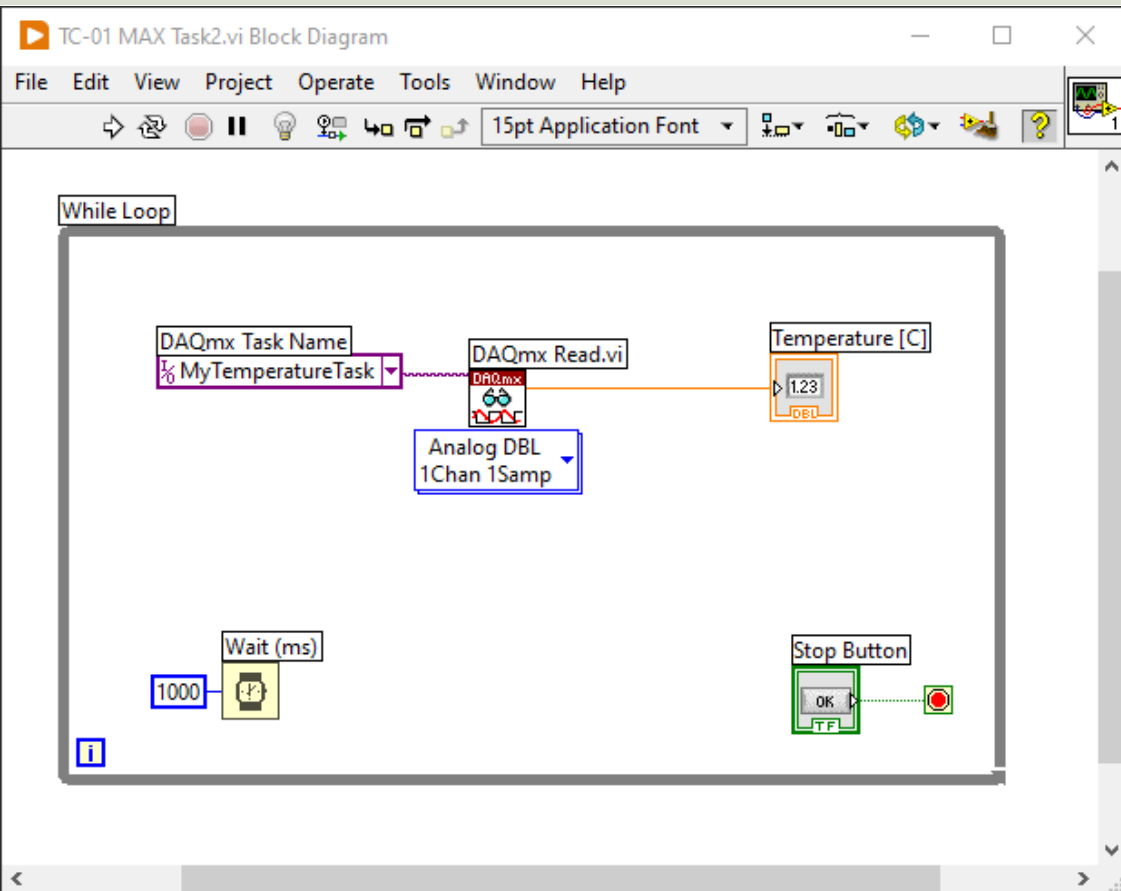 TC-01 MAX Task2.vi Block Diagram
File Edit View Project Operate Tools Window Help
15pt Application Font
1
While Loop
DAQmx Task Name
I/O MyTemperatureTask
DAQmx Read.vi
DAQmx
Analog DBL
1Chan 1Samp
Temperature [C]
1.23
DBL
Wait (ms)
1000
Stop Button
OK
TF
i